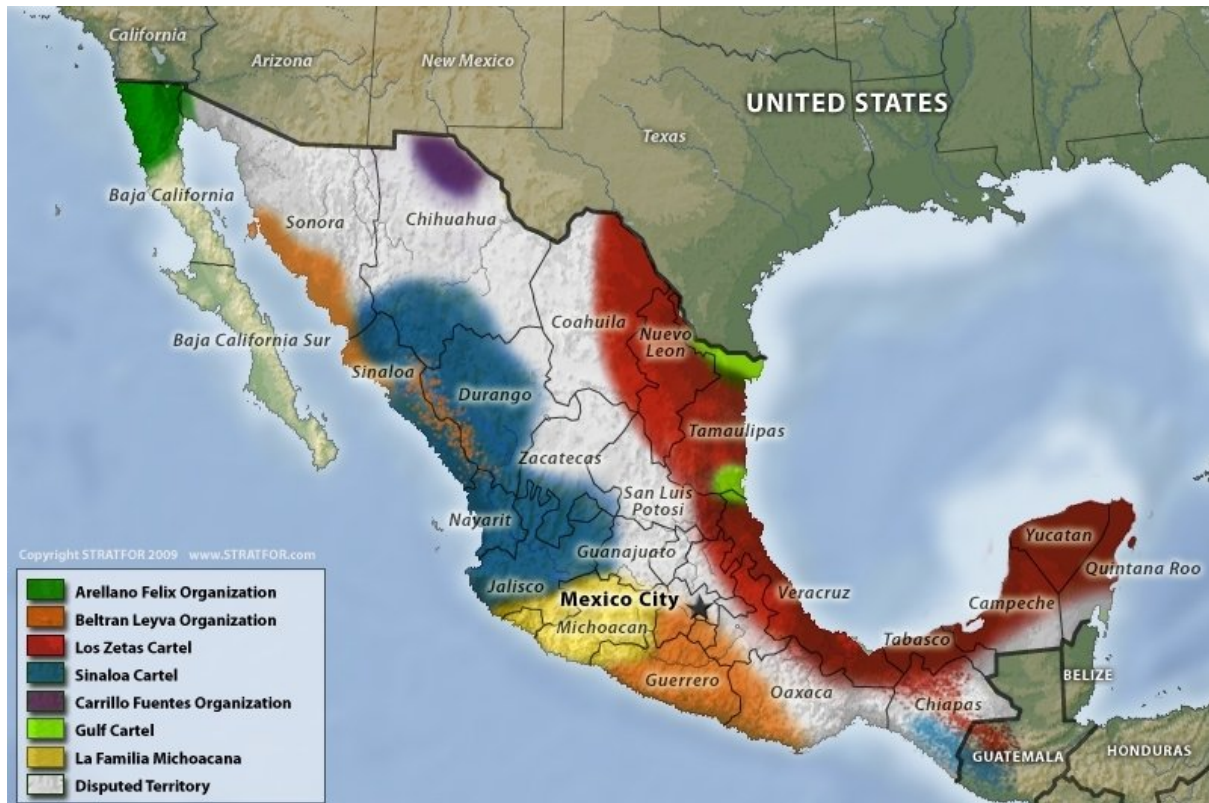 California
Arizona
New Mexico
UNITED STATES
Texas
Baja California
Sonora
Chihuahua
Coahuila
Nuevo
Leon
Baja California Sur
Sinaloa
Durango
Tamaulipas
Zacatecas
San Luis
Potosi
Nayarit
Yucatan
Copyright STRATFOR 2009 www.STRATFOR.com
Guanajuato
Quintana Roo
Jalisco
Mexico City
Veracruz
Campeche
Michoacan
Tabasco
Guerrero
Oaxaca
Chiapas
BELIZE
GUATEMALA
HONDURAS
Arellano Felix Organization
Beltran Leyva Organization
Los Zetas Cartel
Sinaloa Cartel
Carrillo Fuentes Organization
Gulf Cartel
La Familia Michoacana
Disputed Territory